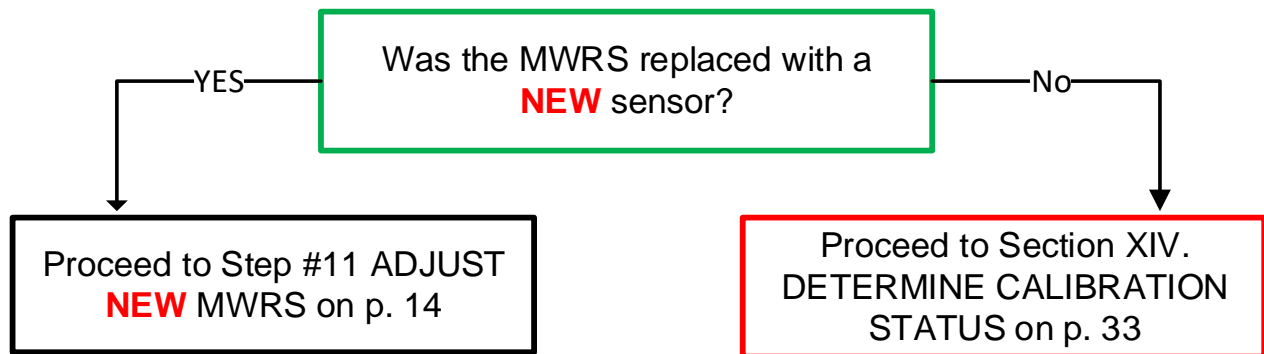 Was the MWRS replaced with a
NEW sensor?
YES
No
Proceed to Step #11 ADJUST
NEW MWRS on p. 14
Proceed to Section XIV.
DETERMINE CALIBRATION
STATUS on p. 33